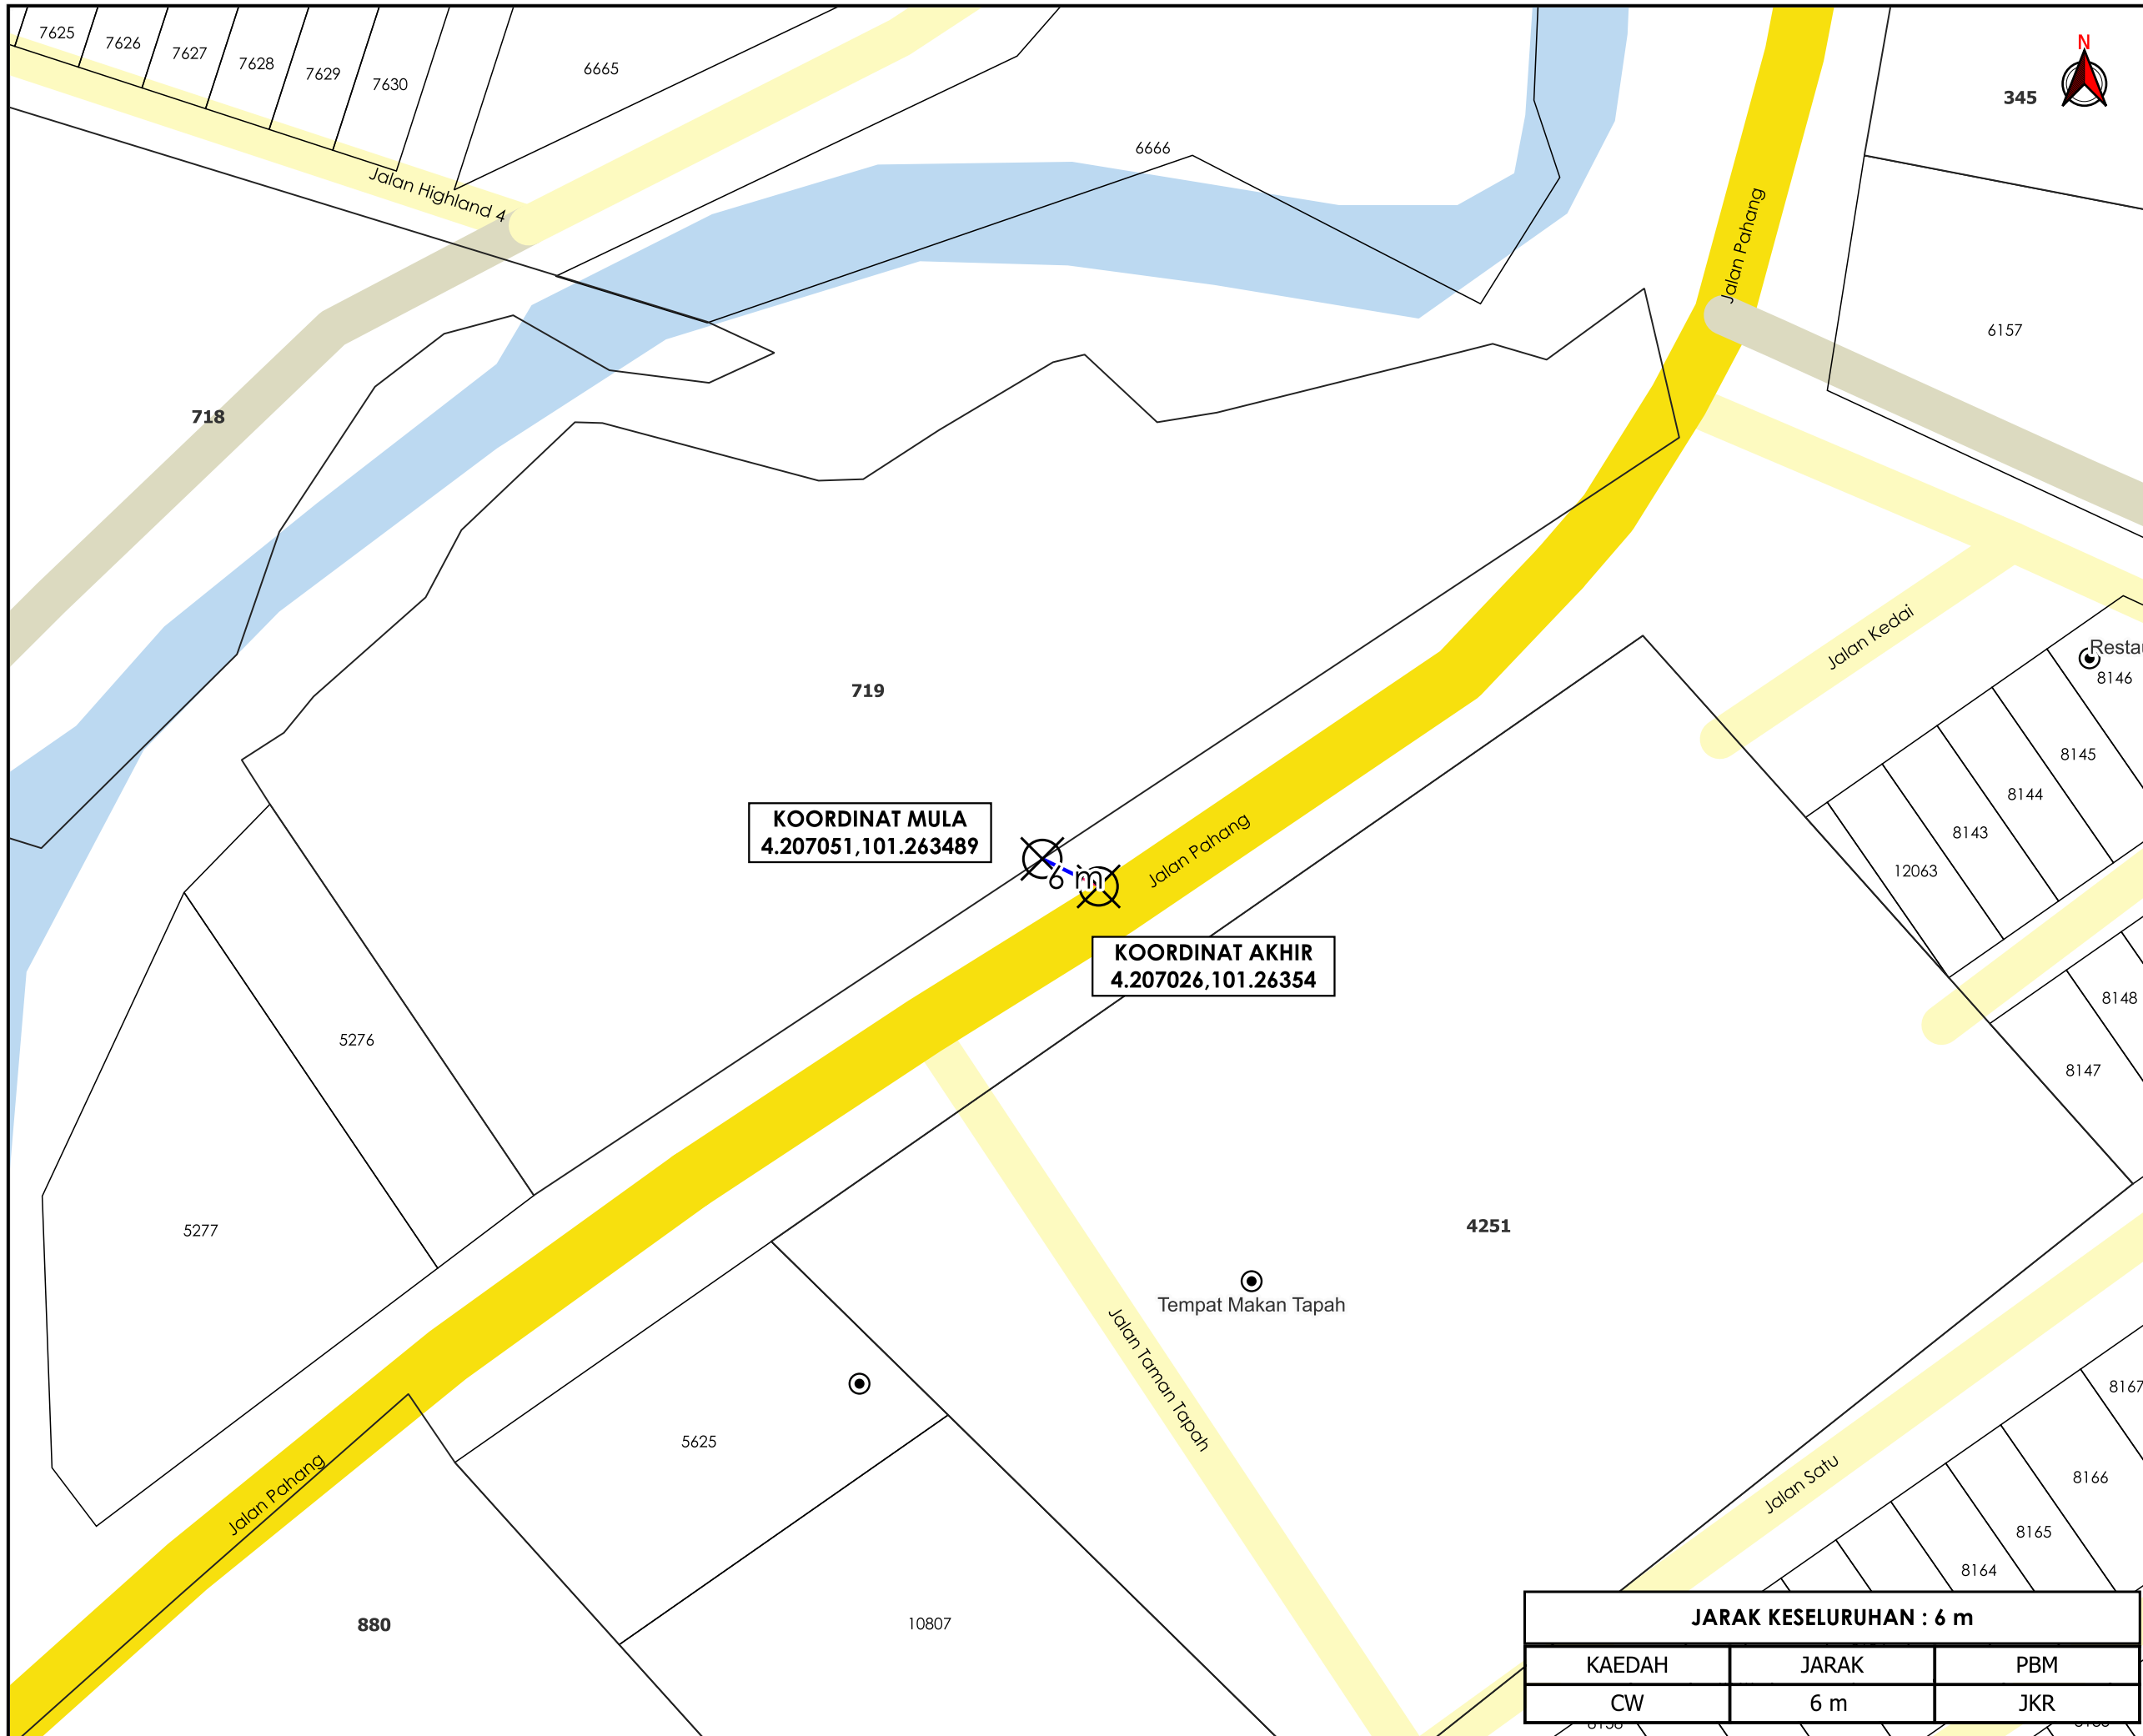 7625
7626
7627
7628
7629
7630
6665
N
345
6666
Jalan Highland 4
Jalan Pahang
6157
718
Jalan Kedai
Restau
8146
719
8145
8144
KOORDINAT MULA
4.207051,101.263489
8143
Jalan Pahang
12063
6 m
KOORDINAT AKHIR
4.207026,101.26354
8148
5276
8147
5277
4251
Tempat Makan Tapah
Jalan Taman Tapah
8167
5625
Jalan Satu
8166
Jalan Pahang
8165
8164
880
10807
JARAK KESELURUHAN : 6 m
KAEDAH JARAK PBM
CW 6 m JKR